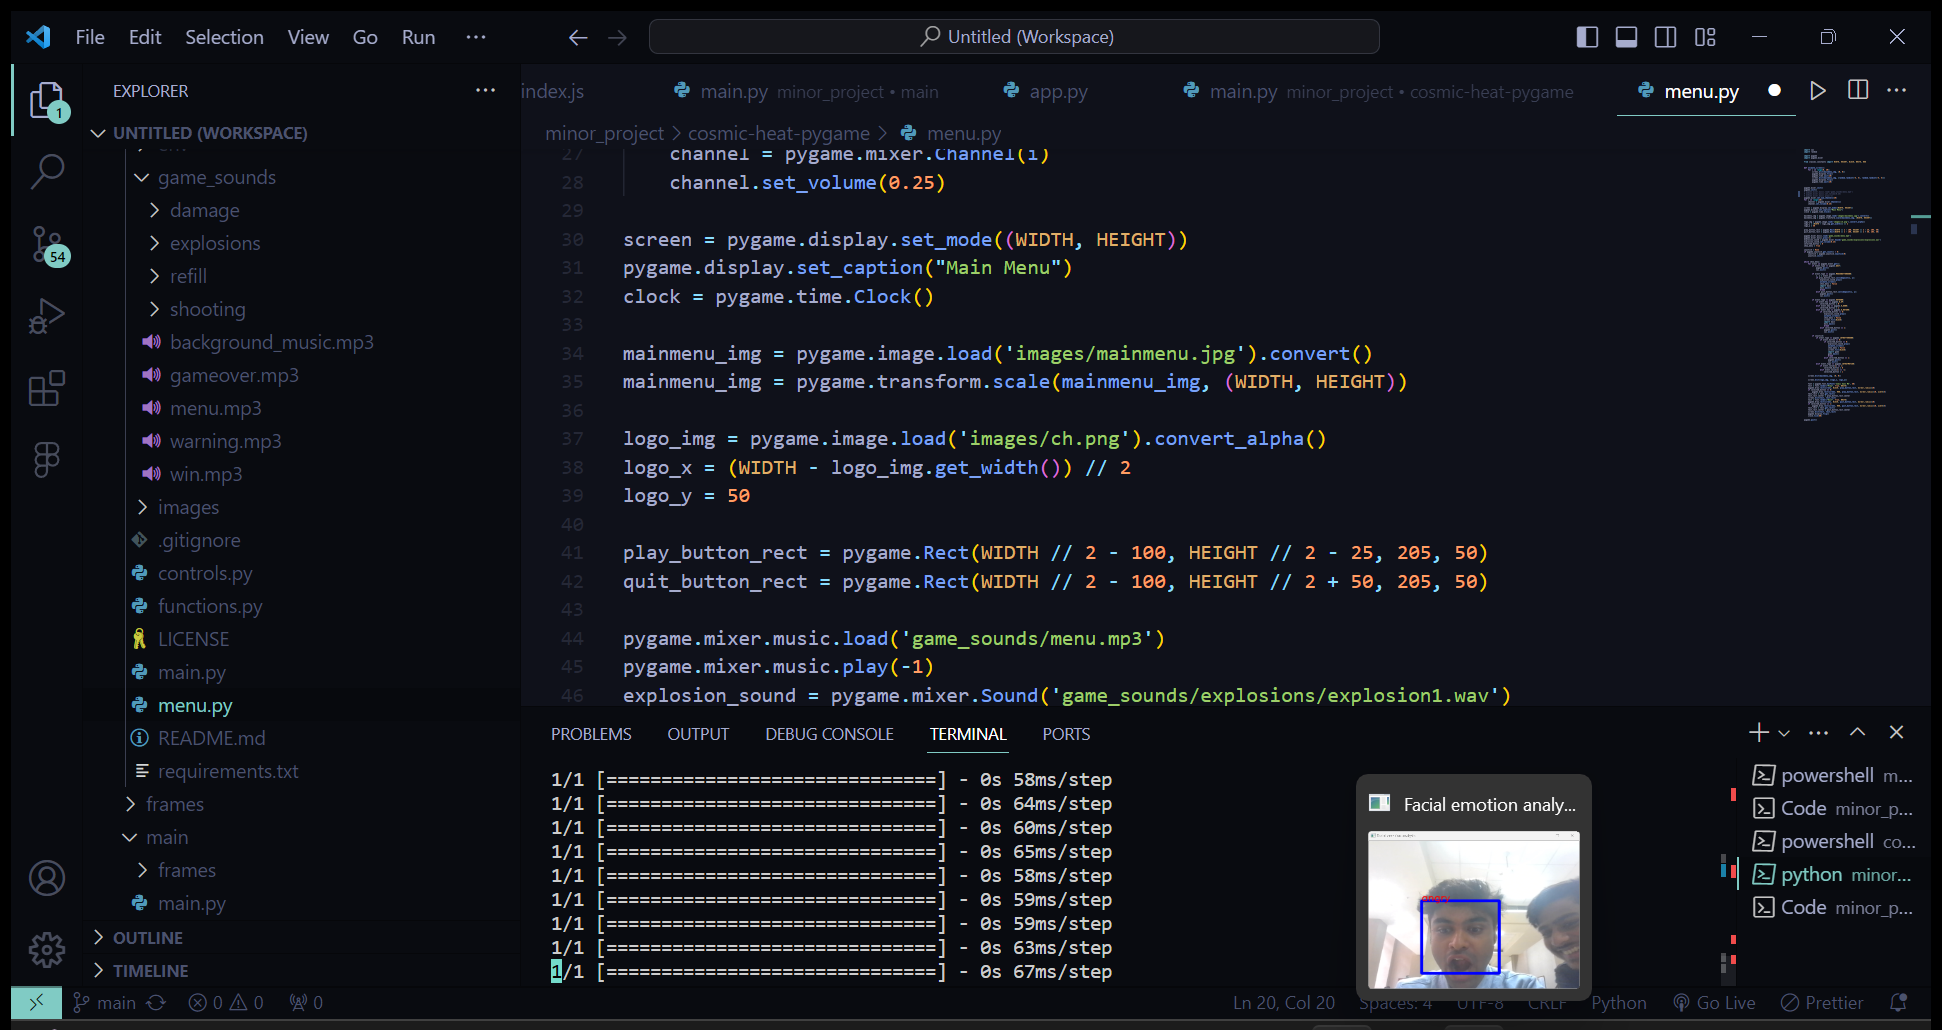 File Edit Selection View Go Run ···
Untitled (Workspace)
EXPLORER
UNTITLED (WORKSPACE)
game_sounds
damage
explosions
refill
shooting
background_music.mp3
gameover.mp3
menu.mp3
warning.mp3
win.mp3
images
.gitignore
controls.py
functions.py
LICENSE
main.py
menu.py
README.md
requirements.txt
frames
main
frames
main.py
OUTLINE
TIMELINE
1
54
index.js main.py minor_project • main app.py main.py minor_project • cosmic-heat-pygame menu.py
minor_project > cosmic-heat-pygame > menu.py
27 channel = pygame.mixer.Channel(i)
28 channel.set_volume(0.25)
29
30 screen = pygame.display.set_mode((WIDTH, HEIGHT))
31 pygame.display.set_caption("Main Menu")
32 clock = pygame.time.Clock()
33
34 mainmenu_img = pygame.image.load('images/mainmenu.jpg').convert()
35 mainmenu_img = pygame.transform.scale(mainmenu_img, (WIDTH, HEIGHT))
36
37 logo_img = pygame.image.load('images/ch.png').convert_alpha()
38 logo_x = (WIDTH - logo_img.get_width()) // 2
39 logo_y = 50
40
41 play_button_rect = pygame.Rect(WIDTH // 2 - 100, HEIGHT // 2 - 25, 205, 50)
42 quit_button_rect = pygame.Rect(WIDTH // 2 - 100, HEIGHT // 2 + 50, 205, 50)
43
44 pygame.mixer.music.load('game_sounds/menu.mp3')
45 pygame.mixer.music.play(-1)
46 explosion_sound = pygame.mixer.Sound('game_sounds/explosions/explosion1.wav')
PROBLEMS OUTPUT DEBUG CONSOLE TERMINAL PORTS
1/1 [==============================] - 0s 58ms/step
1/1 [==============================] - 0s 64ms/step
1/1 [==============================] - 0s 60ms/step
1/1 [==============================] - 0s 65ms/step
1/1 [==============================] - 0s 58ms/step
1/1 [==============================] - 0s 59ms/step
1/1 [==============================] - 0s 59ms/step
1/1 [==============================] - 0s 63ms/step
1/1 [==============================] - 0s 67ms/step
Facial emotion analy...
angry
powershell m...
Code minor_p...
powershell co...
python minor...
Code minor_p...
main 0 0 0
Ln 20, Col 20 Spaces: 4 UTF-8 CRLF Python Go Live Prettier